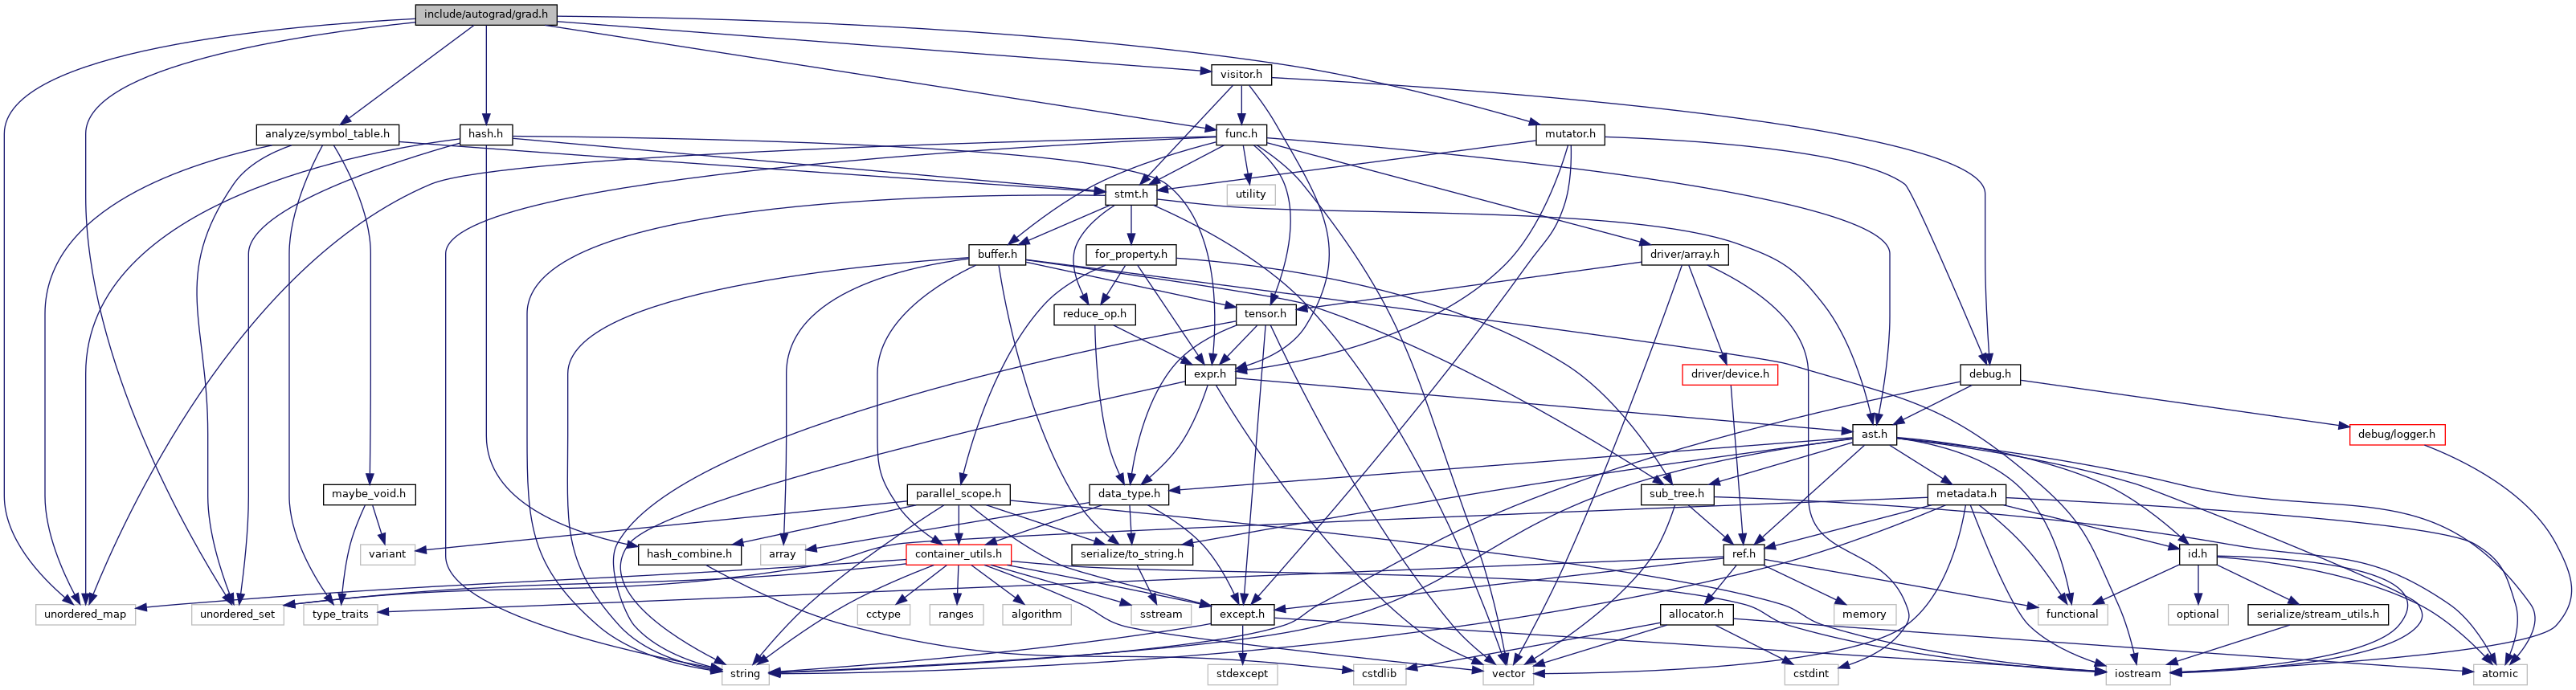 include/autograd/grad.h
visitor.h
analyze/symbol_table.h
hash.h
func.h
mutator.h
stmt.h
utility
buffer.h
for_property.h
driver/array.h
reduce_op.h
tensor.h
expr.h
driver/device.h
debug.h
ast.h
debug/logger.h
maybe_void.h
parallel_scope.h
data_type.h
sub_tree.h
metadata.h
variant
hash_combine.h
array
container_utils.h
serialize/to_string.h
ref.h
id.h
unordered_map
unordered_set
type_traits
cctype
ranges
algorithm
sstream
except.h
allocator.h
memory
functional
optional
serialize/stream_utils.h
string
stdexcept
cstdlib
vector
cstdint
iostream
atomic